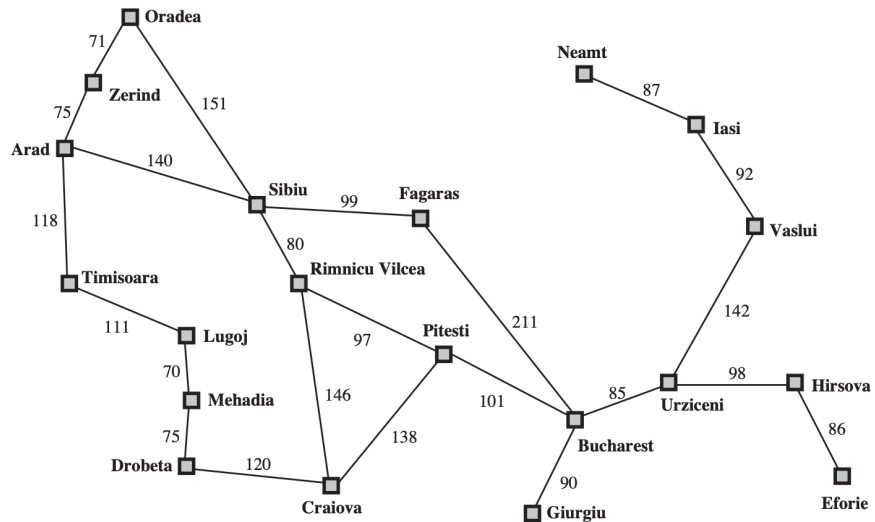 Oradea
71
Neamt
Zerind
87
151
75
Iasi
Arad
140
92
Sibiu
99
Fagaras
118
Vaslui
80
Timisoara
Rimnicu Vilcea
142
111
Pitesti
211
Lugoj
97
70
98
Hirsova
Mehadia
146
101
85
Urziceni
86
75
138
Bucharest
Drobeta
120
90
Craiova
Giurgiu
Eforie